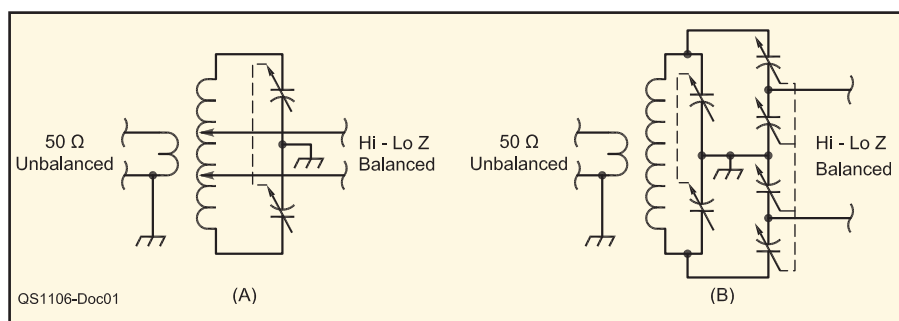 50 Ω
Unbalanced
Hi - Lo Z
Balanced
(A)
50 Ω
Unbalanced
Hi - Lo Z
Balanced
(B)
QS1106-Doc01